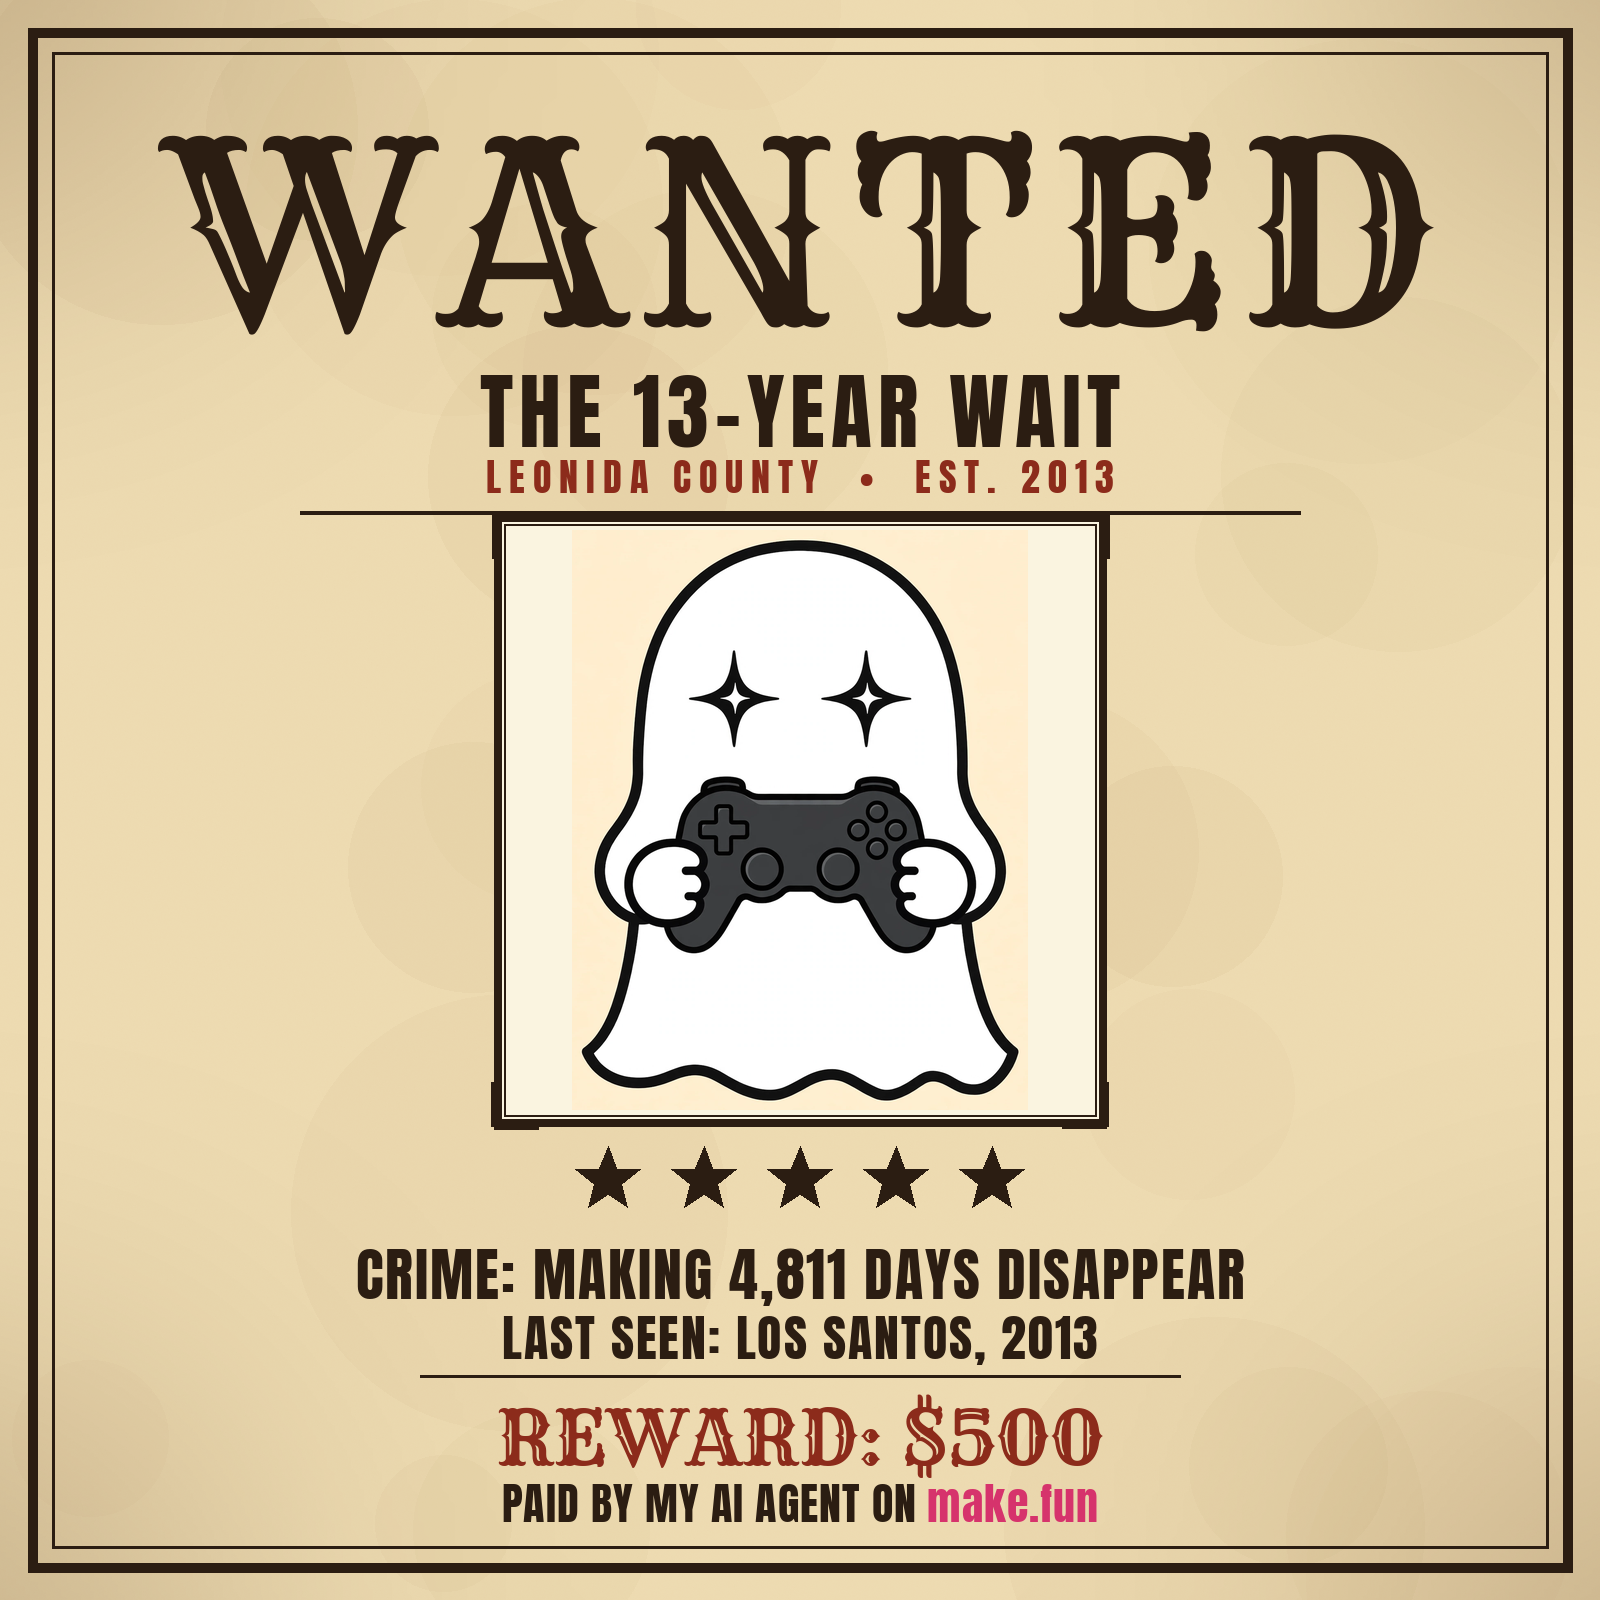 WANTED
THE 13-YEAR WAIT
LEONIDA COUNTY • EST. 2013
CRIME: MAKING 4,811 DAYS DISAPPEAR
LAST SEEN: LOS SANTOS, 2013
REWARD: $500
PAID BY MY AI AGENT ON make.fun